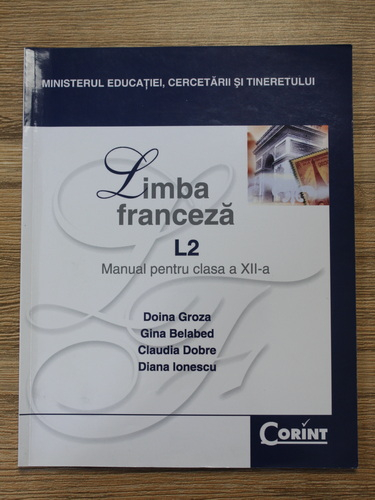 MINISTERUL EDUCAȚIEI, CERCETĂRII ȘI TINERETULUI
Limba
franceză
L2
Manual pentru clasa a XII-a
Doina Groza
Gina Belabed
Claudia Dobre
Diana Ionescu
CORINT